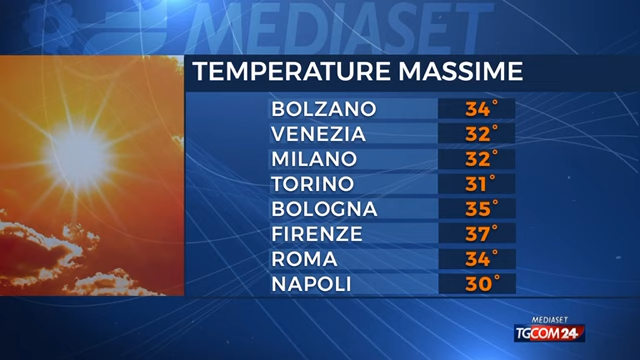 MEDIASET
TEMPERATURE MASSIME
BOLZANO 34°
VENEZIA 32°
MILANO 32°
TORINO 31°
BOLOGNA 35°
FIRENZE 37°
ROMA 34°
NAPOLI 30°
MEDIASET
TGCOM24